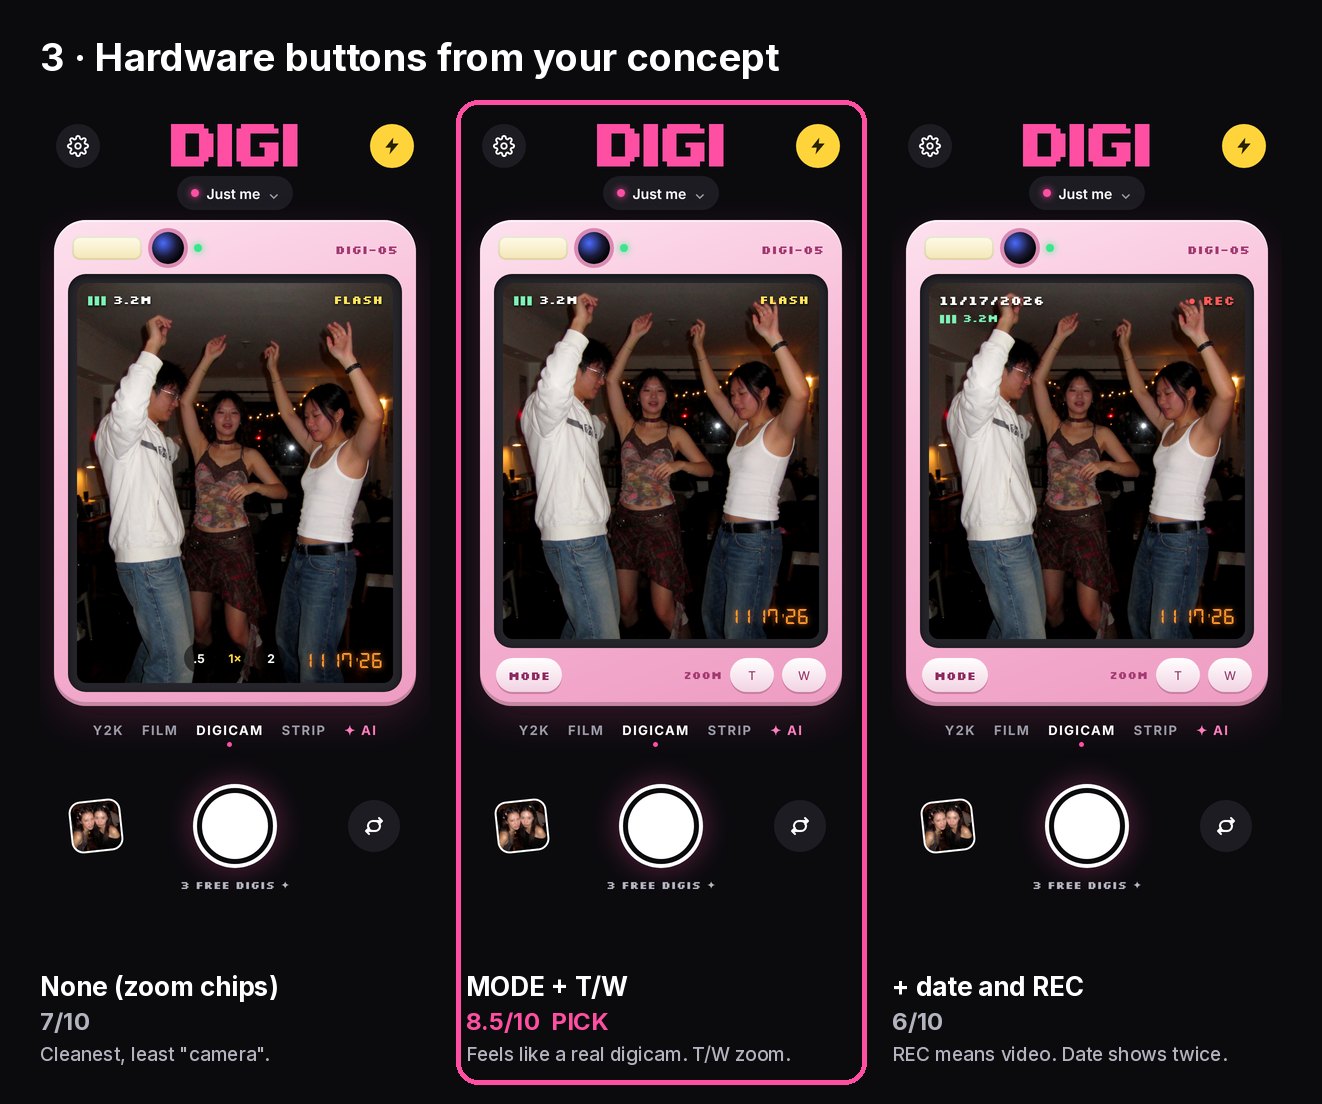 3 · Hardware buttons from your concept
DIGI
Just me
DIGI-05
3.2M
FLASH
.5 1× 2
11 17'26
MODE
Y2K FILM DIGICAM STRIP ✦ AI
3 FREE DIGIS ✦
None (zoom chips)
7/10
Cleanest, least "camera".
DIGI
Just me
DIGI-05
3.2M
FLASH
11 17'26
MODE
ZOOM T W
Y2K FILM DIGICAM STRIP ✦ AI
3 FREE DIGIS ✦
MODE + T/W
8.5/10 PICK
Feels like a real digicam. T/W zoom.
DIGI
Just me
DIGI-05
11/17/2026
• REC
3.2M
11 17'26
MODE
ZOOM T W
Y2K FILM DIGICAM STRIP ✦ AI
3 FREE DIGIS ✦
+ date and REC
6/10
REC means video. Date shows twice.